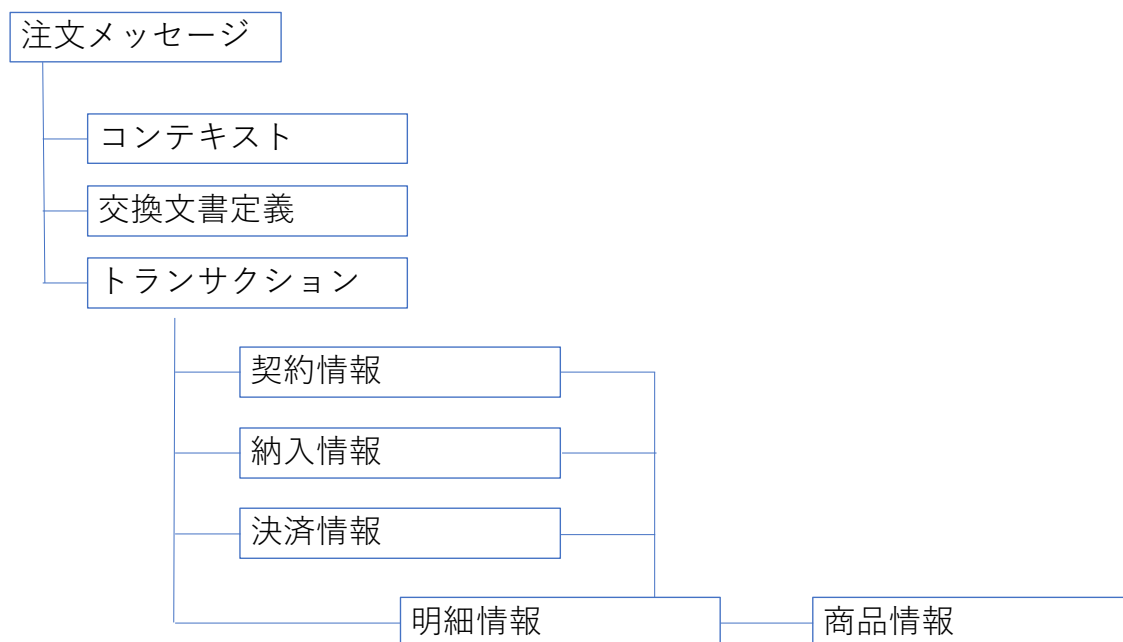 注文メッセージ
コンテキスト
交換文書定義
トランサクション
契約情報
納入情報
決済情報
明細情報
商品情報